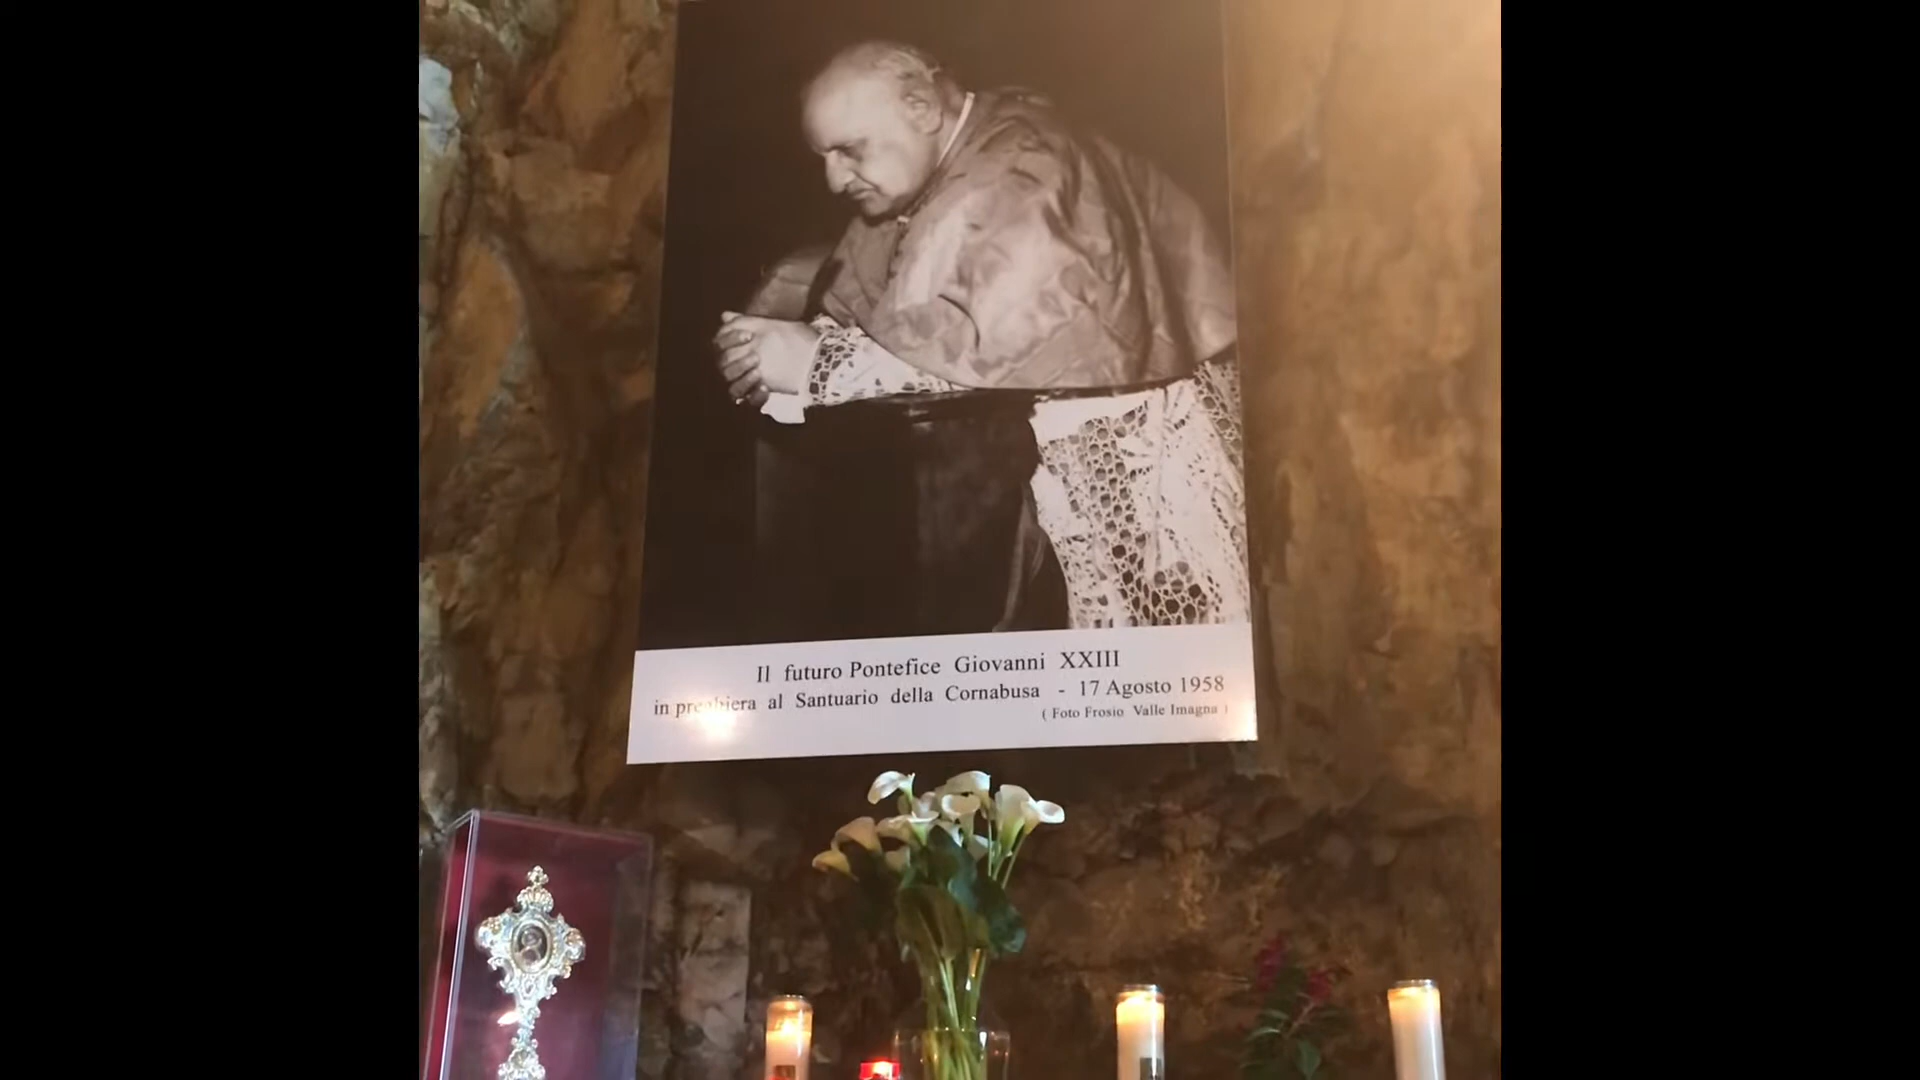 Il futuro Pontefice Giovanni XXIII
in preghiera al Santuario della Cornabusa - 17 Agosto 1958
( Foto Frosio Valle Imagna )